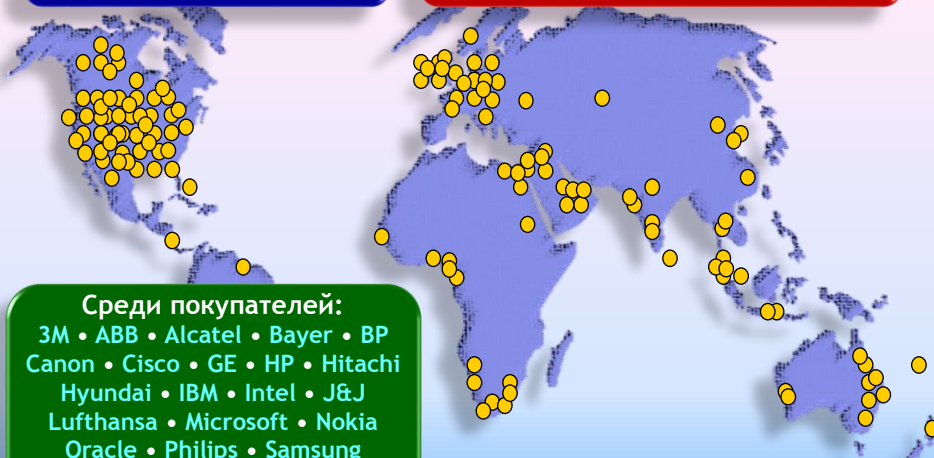 Среди покупателей:
3M • ABB • Alcatel • Bayer • BP
Canon • Cisco • GE • HP • Hitachi
Hyundai • IBM • Intel • J&J
Lufthansa • Microsoft • Nokia
Oracle • Philips • Samsung